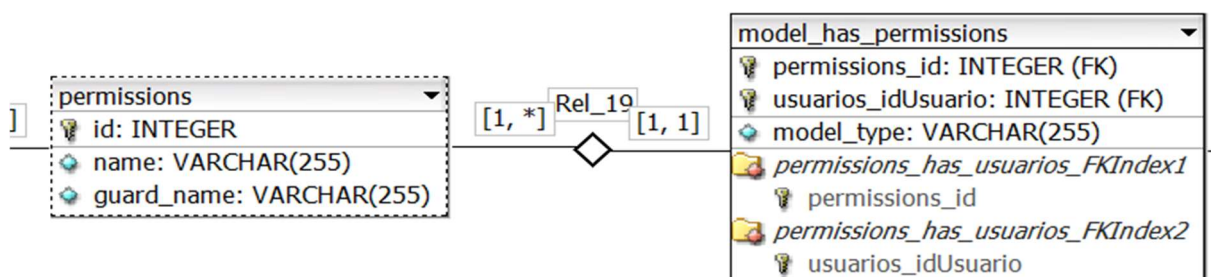 ]
permissions
id: INTEGER
name: VARCHAR(255)
guard_name: VARCHAR(255)
[1, *]
Rel_19
[1, 1]
model_has_permissions
permissions_id: INTEGER (FK)
usuarios_idUsuario: INTEGER (FK)
model_type: VARCHAR(255)
permissions_has_usuarios_FKIndex1
permissions_id
permissions_has_usuarios_FKIndex2
usuarios_idUsuario